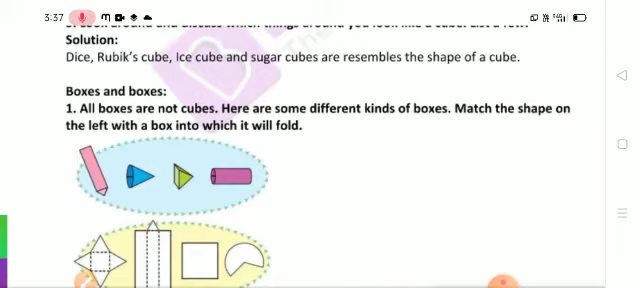 3:37
Solution:
Dice, Rubik's cube, Ice cube and sugar cubes are resembles the shape of a cube.
Boxes and boxes:
1. All boxes are not cubes. Here are some different kinds of boxes. Match the shape on
the left with a box into which it will fold.